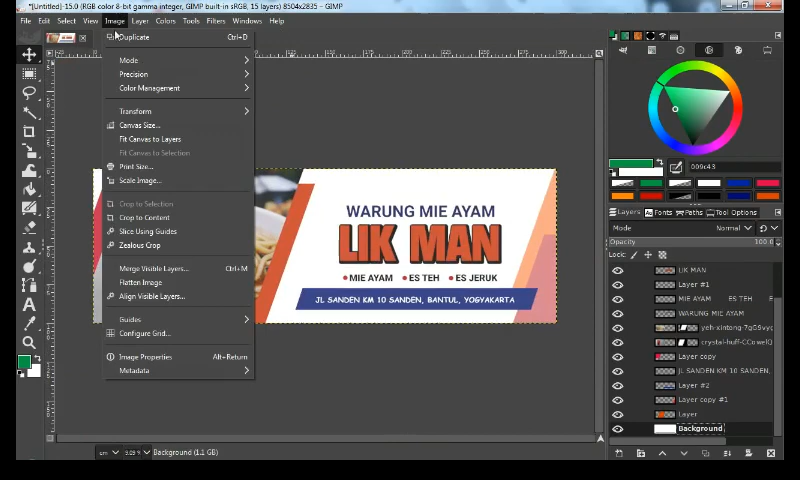 *[Untitled]-15.0 (RGB color 8-bit gamma integer, GIMP built-in sRGB, 15 layers) 8504x2835 – GIMP
File Edit Select View Image Layer Colors Tools Filters Windows Help
Duplicate Ctrl+D
Mode
Precision
Color Management
Transform
Canvas Size...
Fit Canvas to Layers
Fit Canvas to Selection
Print Size...
Scale Image...
Crop to Selection
Crop to Content
Slice Using Guides
Zealous Crop
Merge Visible Layers... Ctrl+M
Flatten Image
Align Visible Layers...
Guides
Configure Grid...
Image Properties Alt+Return
Metadata
WARUNG MIE AYAM
LIK MAN
MIE AYAM ES TEH ES JERUK
JL SANDEN KM 10 SANDEN, BANTUL, YOGYAKARTA
009c43
Layers Fonts Paths Tool Options
Mode Normal
Opacity 100.0
Lock:
LIK MAN
Layer #1
MIE AYAM ES TEH
WARUNG MIE AYAM
Layer copy
JL SANDEN KM 10 SANDEN,
Layer #2
Layer copy #1
Layer
Background
cm 9.09 % Background (1.1 GB)